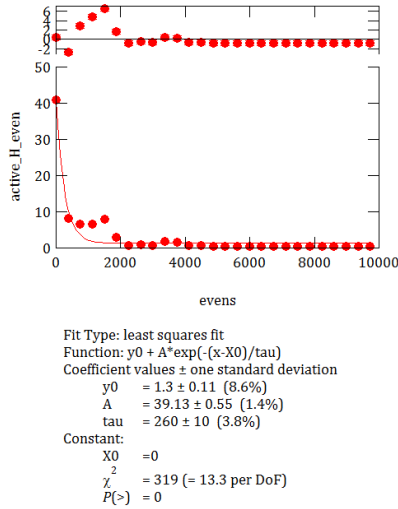 6
4
2
0
-2
50
40
30
20
10
0
active_H_even
0 2000 4000 6000 8000 10000
evens
Fit Type: least squares fit
Function: y0 + A*exp(-(x-X0)/tau)
Coefficient values ± one standard deviation
y0 = 1.3 ± 0.11 (8.6%)
A = 39.13 ± 0.55 (1.4%)
tau = 260 ± 10 (3.8%)
Constant:
X0 =0
χ² = 319 (= 13.3 per DoF)
P(>) = 0